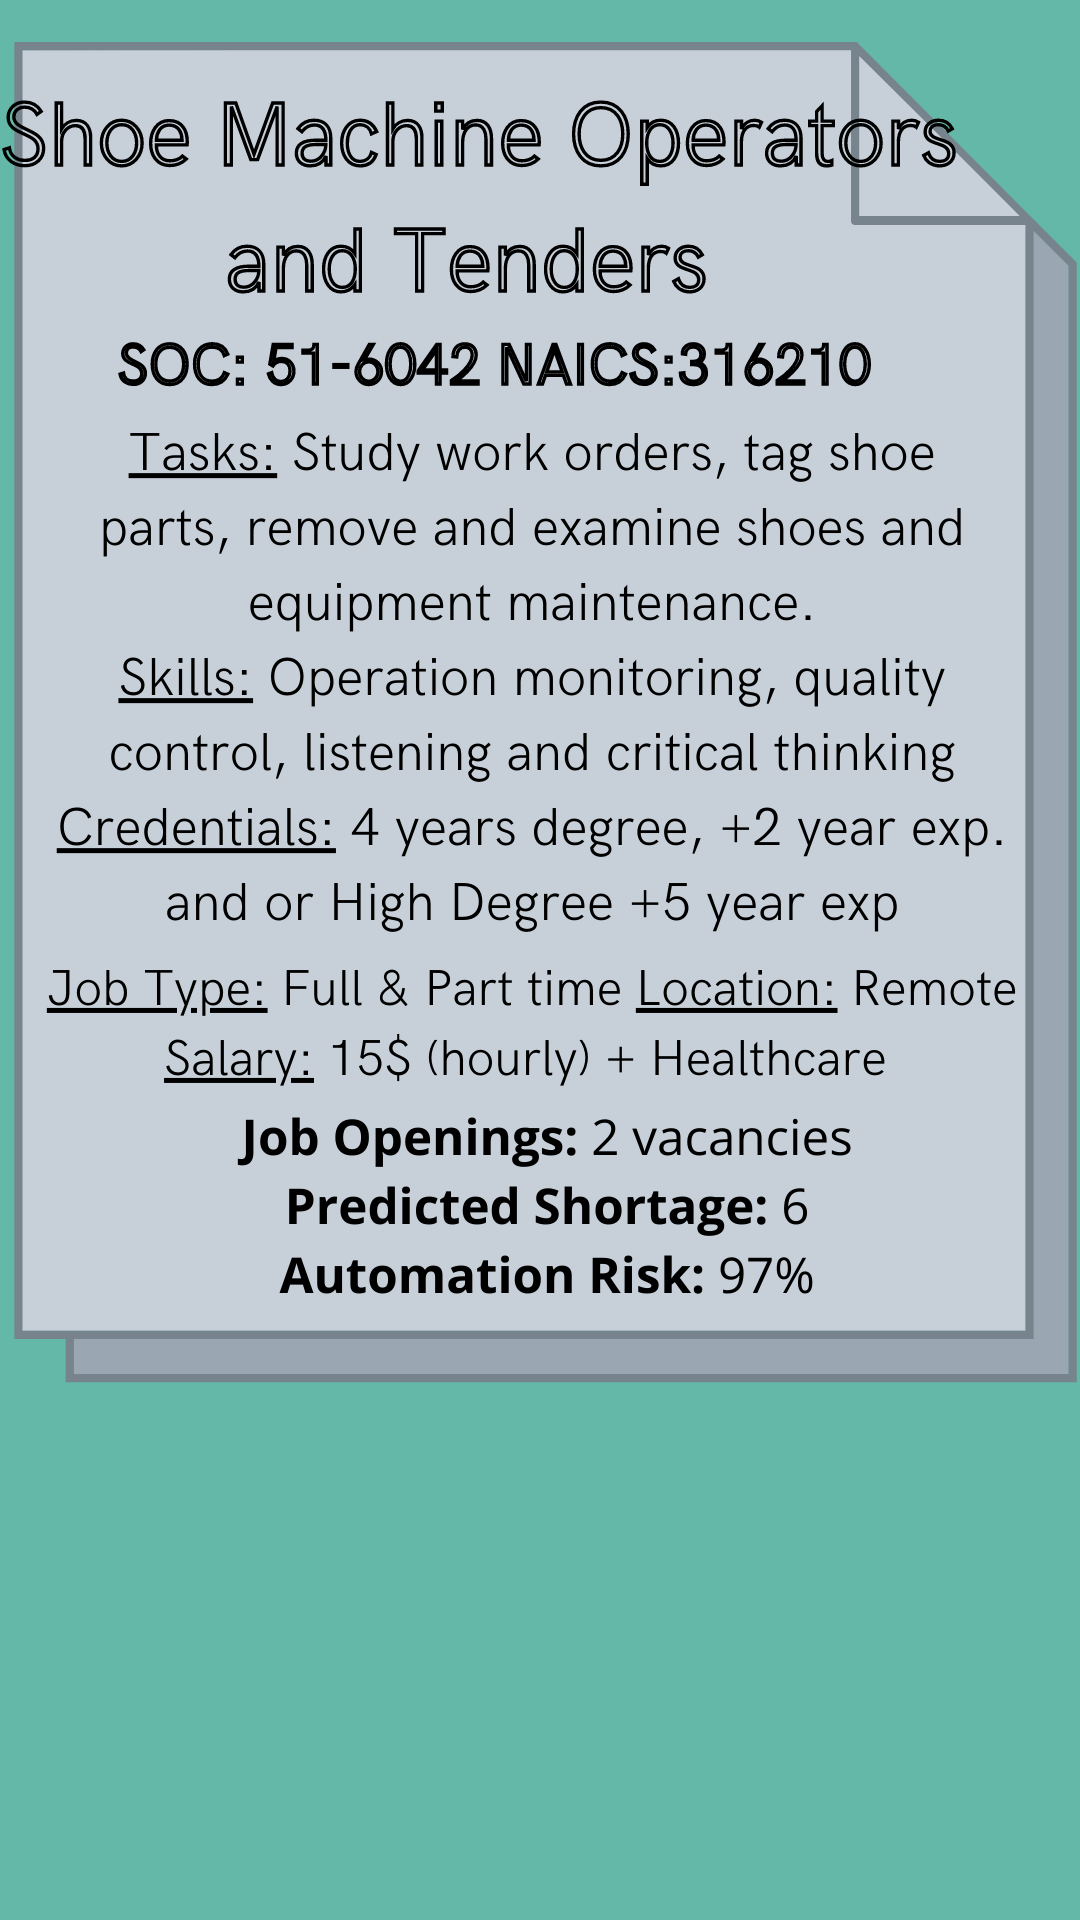 Shoe Machine Operators
and Tenders
SOC: 51-6042 NAICS:316210
Tasks: Study work orders, tag shoe
parts, remove and examine shoes and
equipment maintenance.
Skills: Operation monitoring, quality
control, listening and critical thinking
Credentials: 4 years degree, +2 year exp.
and or High Degree +5 year exp
Job Type: Full & Part time Location: Remote
Salary: 15$ (hourly) + Healthcare
Job Openings: 2 vacancies
Predicted Shortage: 6
Automation Risk: 97%